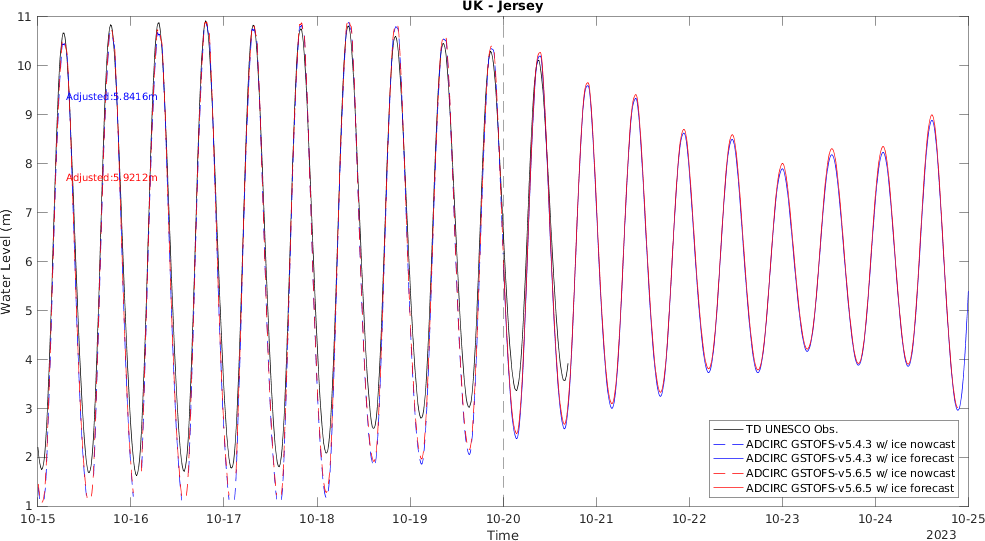 UK - Jersey
11
10
9
8
7
6
5
4
3
2
1
Water Level (m)
Adjusted:5.8416m
Adjusted:5.9212m
TD UNESCO Obs.
ADCIRC GSTOFS-v5.4.3 w/ ice nowcast
ADCIRC GSTOFS-v5.4.3 w/ ice forecast
ADCIRC GSTOFS-v5.6.5 w/ ice nowcast
ADCIRC GSTOFS-v5.6.5 w/ ice forecast
10-15 10-16 10-17 10-18 10-19 10-20 10-21 10-22 10-23 10-24 10-25
Time
2023